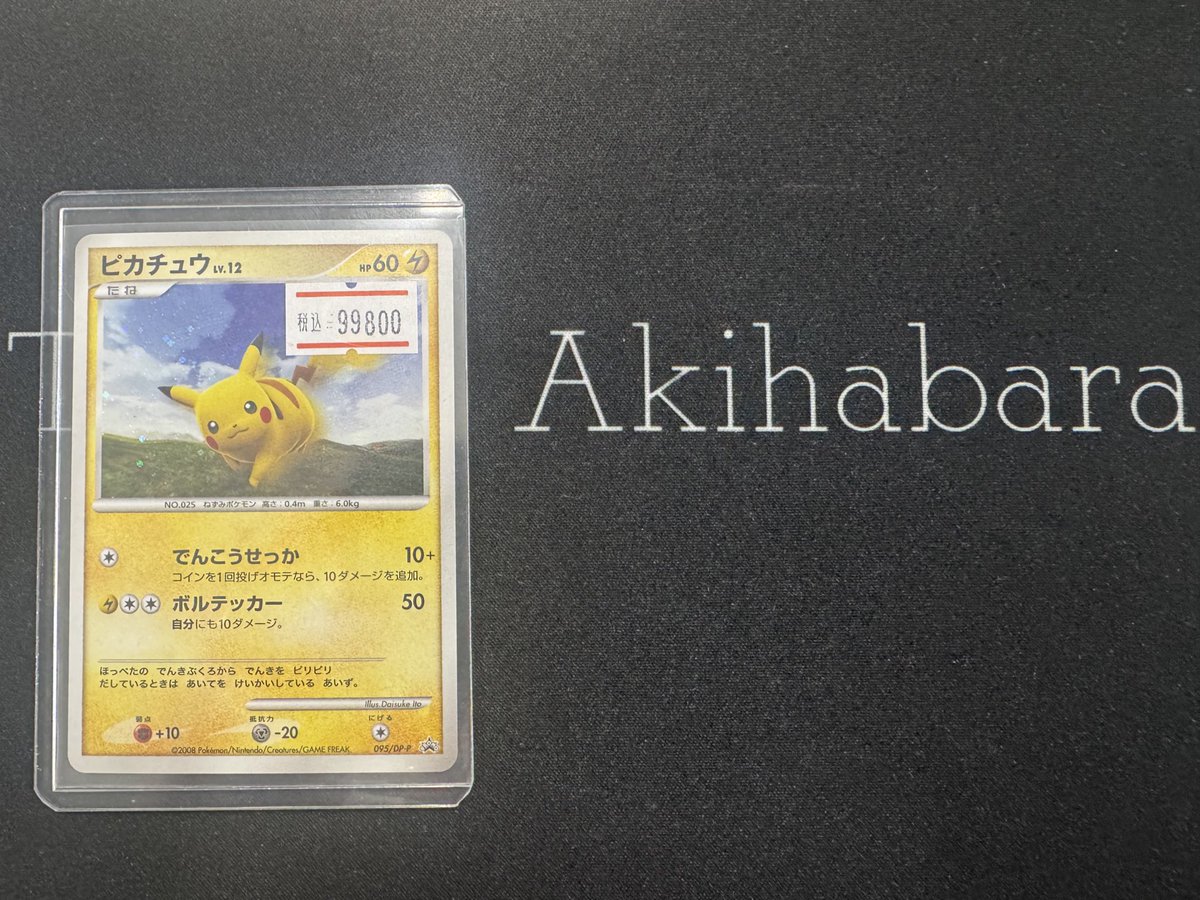 ピカチュウ LV.12 HP60
たね
税込 99800
T Akihabara
NO.025 ねずみポケモン 高さ:0.4m 重さ:6.0kg
でんこうせっか 10+
コインを1回投げオモテなら、10ダメージを追加。
ボルテッカー 50
自分にも10ダメージ。
ほっぺたの でんきぶくろから でんきを ビリビリ
だしているときは あいてを けいかいしている あいず。
Illus. Daisuke Ito
弱点 抵抗力 にげる
+10 -20
©2008 Pokémon/Nintendo/Creatures/GAME FREAK. 095/DP-P